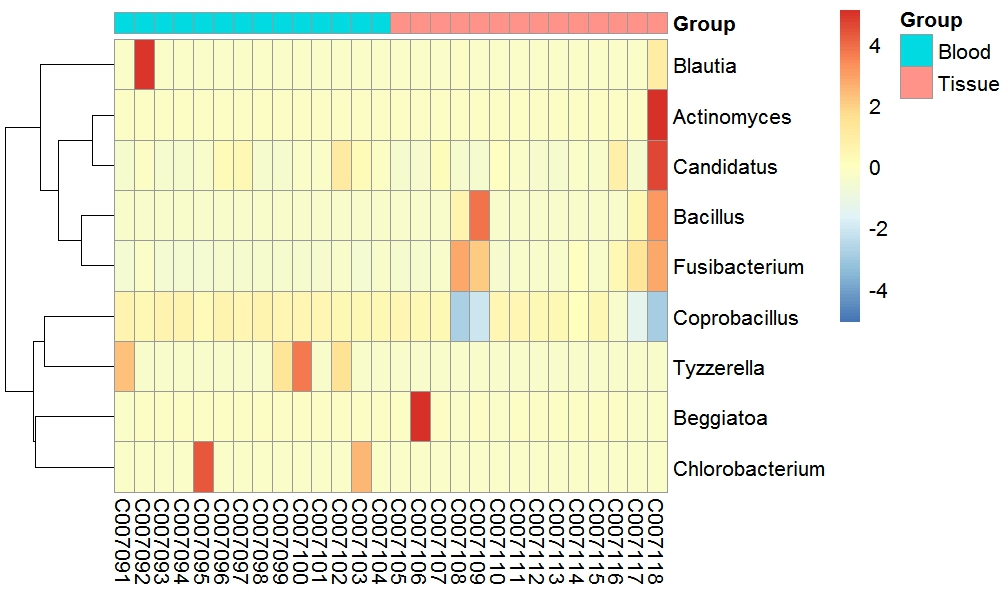 Group
Blautia
Actinomyces
Candidatus
Bacillus
Fusibacterium
Coprobacillus
Tyzzerella
Beggiatoa
Chlorobacterium
C007091
C007092
C007093
C007094
C007095
C007096
C007097
C007098
C007099
C007100
C007101
C007102
C007103
C007104
C007105
C007106
C007107
C007108
C007109
C007110
C007111
C007112
C007113
C007114
C007115
C007116
C007117
C007118
4
2
0
-2
-4
Group
Blood
Tissue